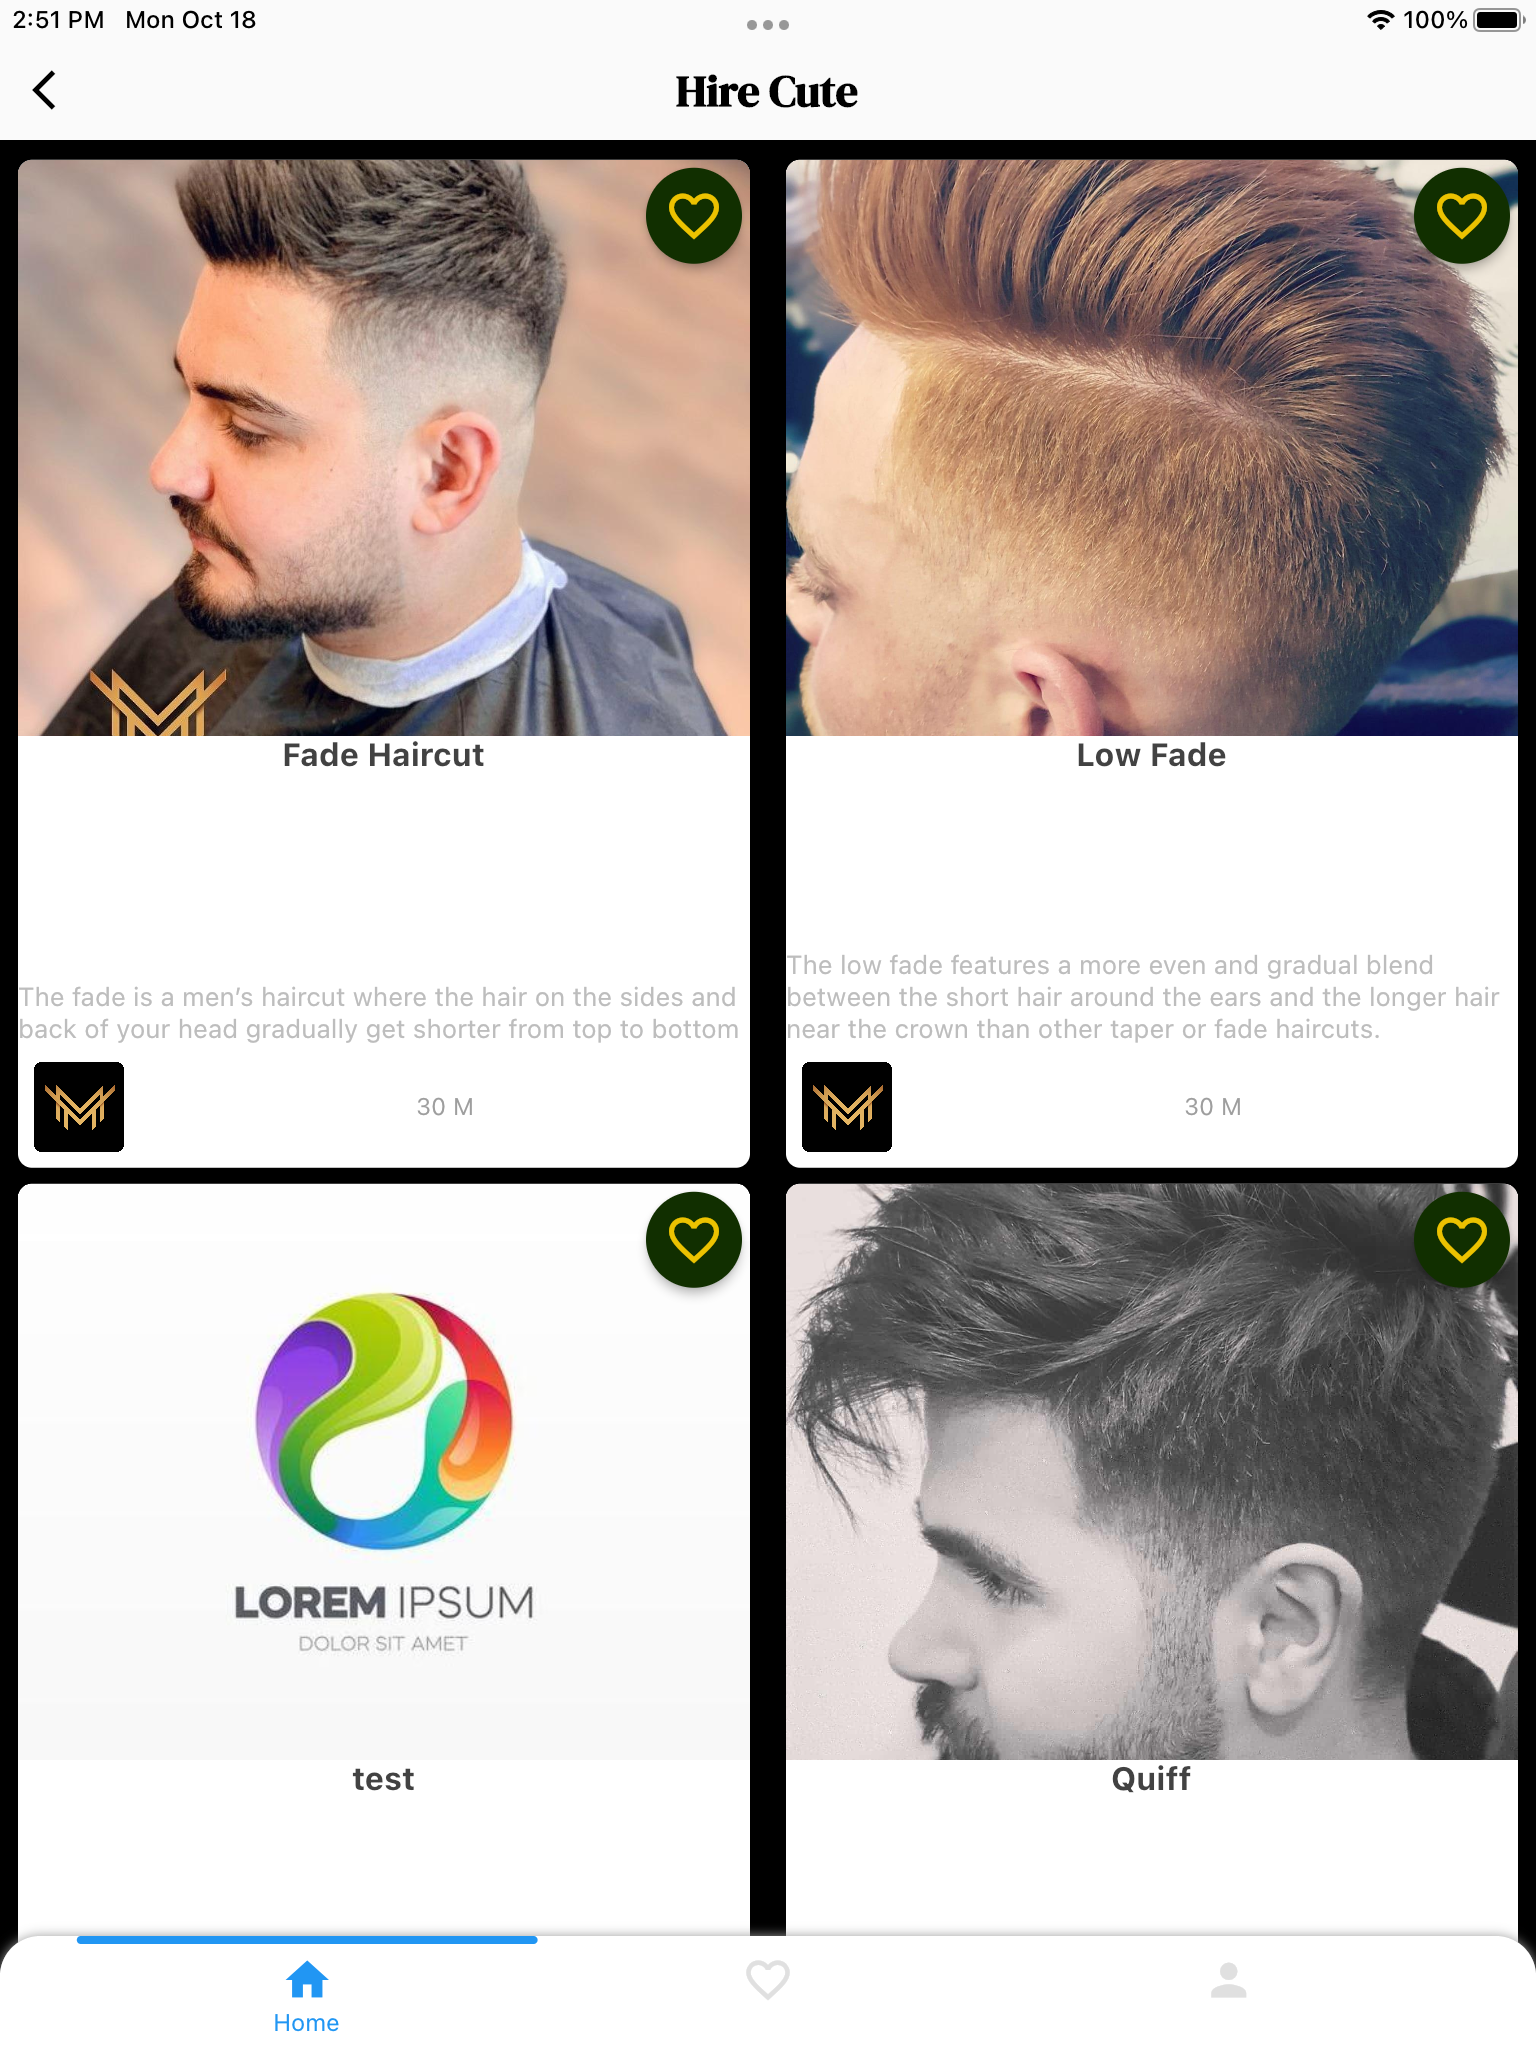 2:51 PM Mon Oct 18
100%
Hire Cute
Fade Haircut
The fade is a men’s haircut where the hair on the sides and
back of your head gradually get shorter from top to bottom
30 M
Low Fade
The low fade features a more even and gradual blend
between the short hair around the ears and the longer hair
near the crown than other taper or fade haircuts.
30 M
LOREM IPSUM
DOLOR SIT AMET
test
Quiff
Home